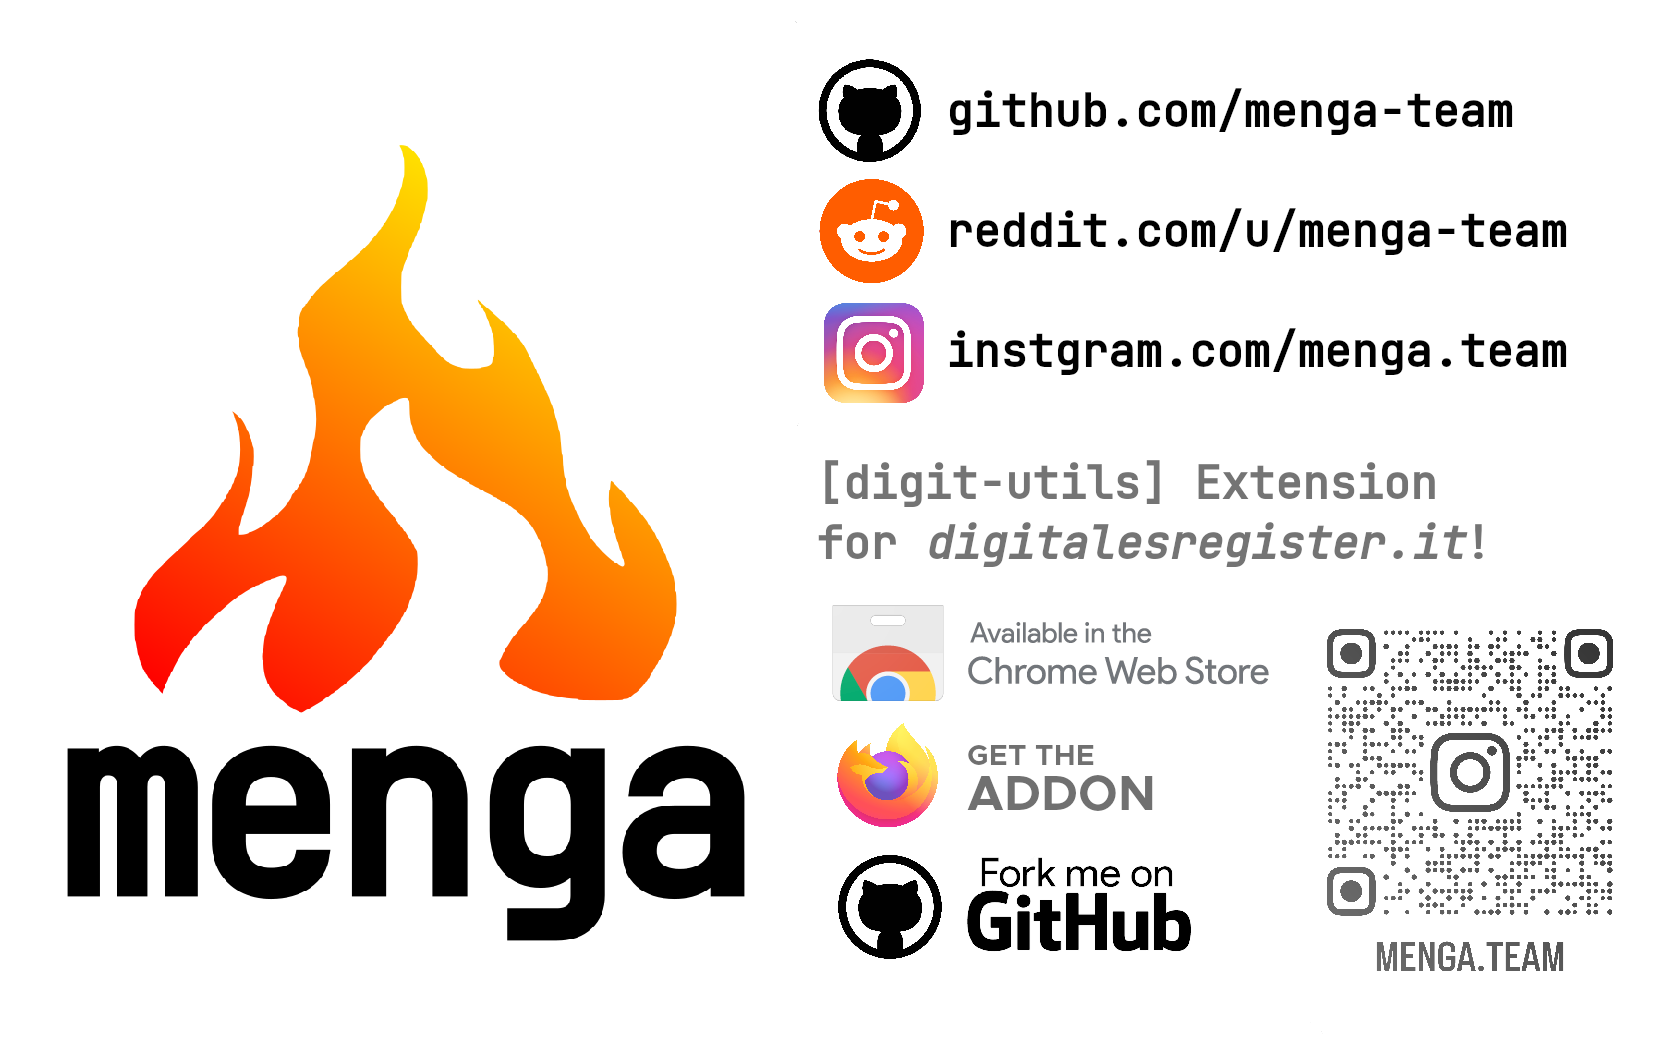 menga
github.com/menga-team
reddit.com/u/menga-team
instgram.com/menga.team
[digit-utils] Extension
for digitalesregister.it!
Available in the
Chrome Web Store
GET THE
ADDON
Fork me on
GitHub
MENGA.TEAM